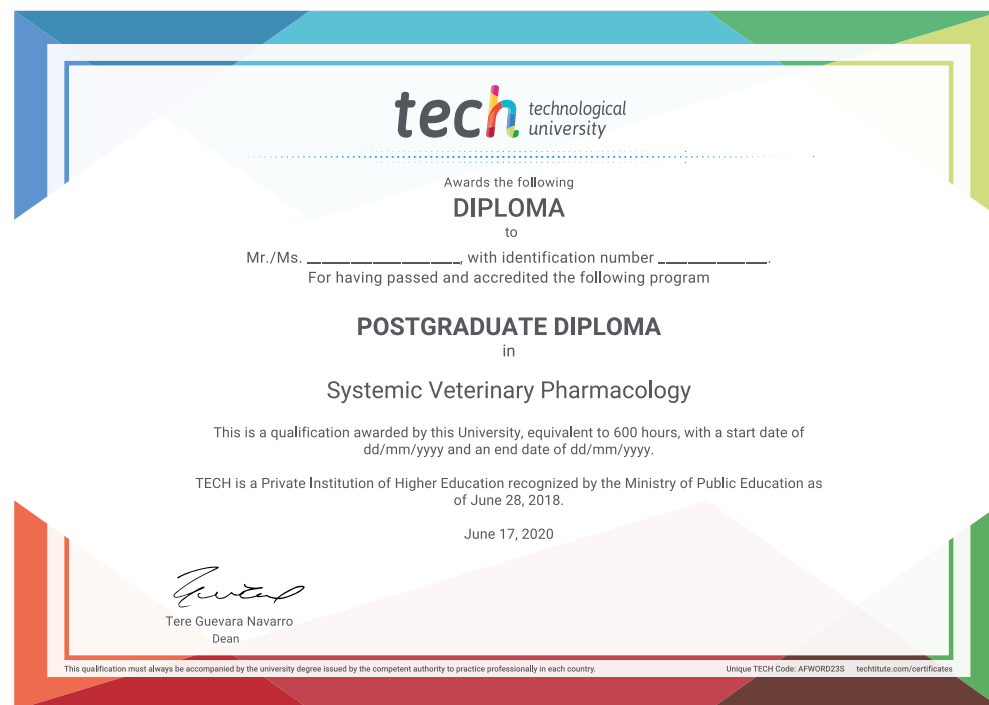 tech technological
university
Awards the following
DIPLOMA
to
Mr./Ms. ____________________, with identification number ______________.
For having passed and accredited the following program
POSTGRADUATE DIPLOMA
in
Systemic Veterinary Pharmacology
This is a qualification awarded by this University, equivalent to 600 hours, with a start date of
dd/mm/yyyy and an end date of dd/mm/yyyy.
TECH is a Private Institution of Higher Education recognized by the Ministry of Public Education as
of June 28, 2018.
June 17, 2020
Tere Guevara Navarro
Dean
This qualification must always be accompanied by the university degree issued by the competent authority to practice professionally in each country.
Unique TECH Code: AFWORD23S techtitute.com/certificates